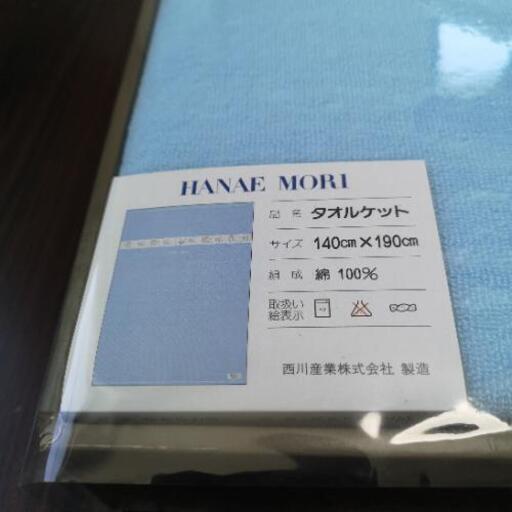 HANAE MORI
品名 タオルケット
サイズ 140cm×190cm
組成 綿 100%
取扱い
絵表示
西川産業株式会社 製造